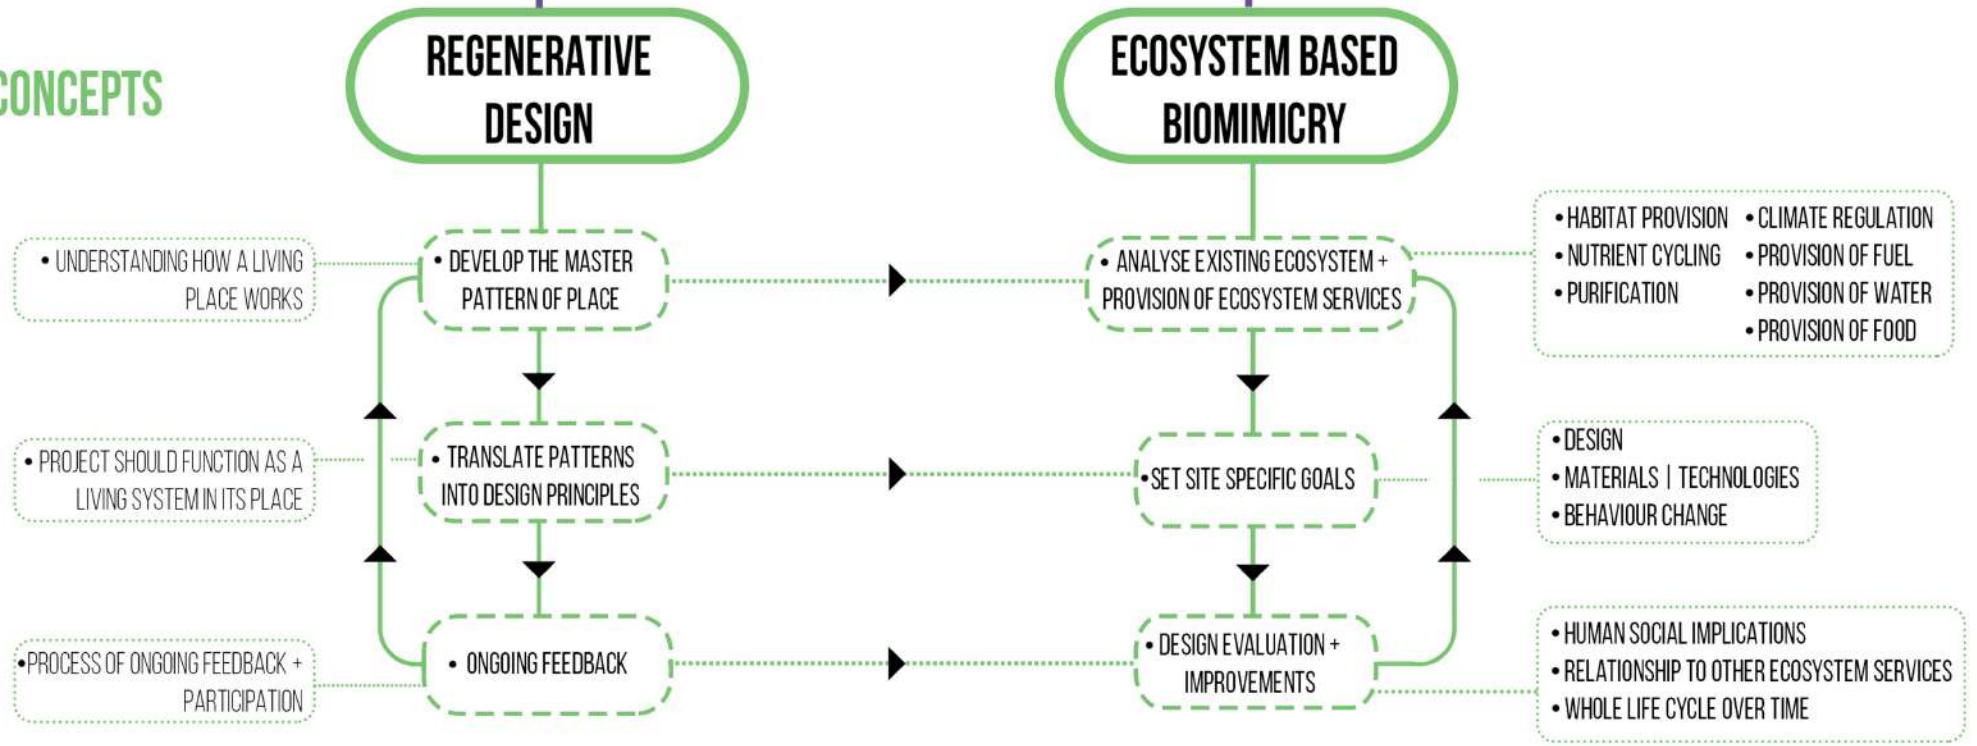 CONCEPTS
REGENERATIVE
DESIGN
ECOSYSTEM BASED
BIOMIMICRY
• UNDERSTANDING HOW A LIVING
PLACE WORKS
• DEVELOP THE MASTER
PATTERN OF PLACE
• ANALYSE EXISTING ECOSYSTEM +
PROVISION OF ECOSYSTEM SERVICES
• HABITAT PROVISION
• NUTRIENT CYCLING
• PURIFICATION
• CLIMATE REGULATION
• PROVISION OF FUEL
• PROVISION OF WATER
• PROVISION OF FOOD
• PROJECT SHOULD FUNCTION AS A
LIVING SYSTEM IN ITS PLACE
• TRANSLATE PATTERNS
INTO DESIGN PRINCIPLES
• SET SITE SPECIFIC GOALS
• DESIGN
• MATERIALS | TECHNOLOGIES
• BEHAVIOUR CHANGE
• PROCESS OF ONGOING FEEDBACK +
PARTICIPATION
• ONGOING FEEDBACK
• DESIGN EVALUATION +
IMPROVEMENTS
• HUMAN SOCIAL IMPLICATIONS
• RELATIONSHIP TO OTHER ECOSYSTEM SERVICES
• WHOLE LIFE CYCLE OVER TIME